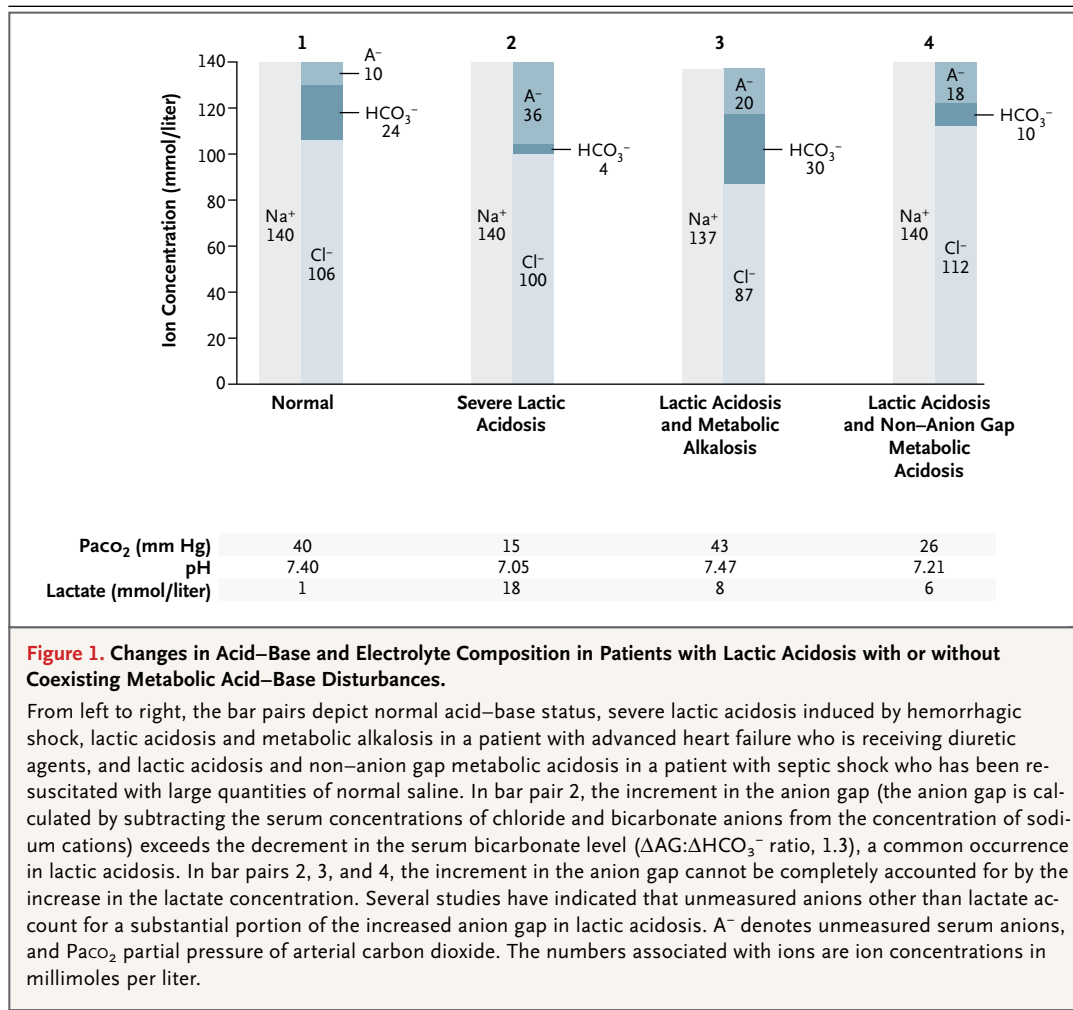 1 2 3 4
140
120
100
80
60
40
20
0
Ion Concentration (mmol/liter)
A⁻
10
HCO₃⁻
24
Na⁺
140
Cl⁻
106
A⁻
36
HCO₃⁻
4
Na⁺
140
Cl⁻
100
A⁻
20
HCO₃⁻
30
Na⁺
137
Cl⁻
87
A⁻
18
HCO₃⁻
10
Na⁺
140
Cl⁻
112
Normal
Severe Lactic
Acidosis
Lactic Acidosis
and Metabolic
Alkalosis
Lactic Acidosis
and Non–Anion Gap
Metabolic
Acidosis
Paco₂ (mm Hg) 40 15 43 26
pH 7.40 7.05 7.47 7.21
Lactate (mmol/liter) 1 18 8 6
Figure 1. Changes in Acid–Base and Electrolyte Composition in Patients with Lactic Acidosis with or without
Coexisting Metabolic Acid–Base Disturbances.
From left to right, the bar pairs depict normal acid–base status, severe lactic acidosis induced by hemorrhagic
shock, lactic acidosis and metabolic alkalosis in a patient with advanced heart failure who is receiving diuretic
agents, and lactic acidosis and non–anion gap metabolic acidosis in a patient with septic shock who has been re-
suscitated with large quantities of normal saline. In bar pair 2, the increment in the anion gap (the anion gap is cal-
culated by subtracting the serum concentrations of chloride and bicarbonate anions from the concentration of sodi-
um cations) exceeds the decrement in the serum bicarbonate level (ΔAG:ΔHCO₃⁻ ratio, 1.3), a common occurrence
in lactic acidosis. In bar pairs 2, 3, and 4, the increment in the anion gap cannot be completely accounted for by the
increase in the lactate concentration. Several studies have indicated that unmeasured anions other than lactate ac-
count for a substantial portion of the increased anion gap in lactic acidosis. A⁻ denotes unmeasured serum anions,
and Paco₂ partial pressure of arterial carbon dioxide. The numbers associated with ions are ion concentrations in
millimoles per liter.